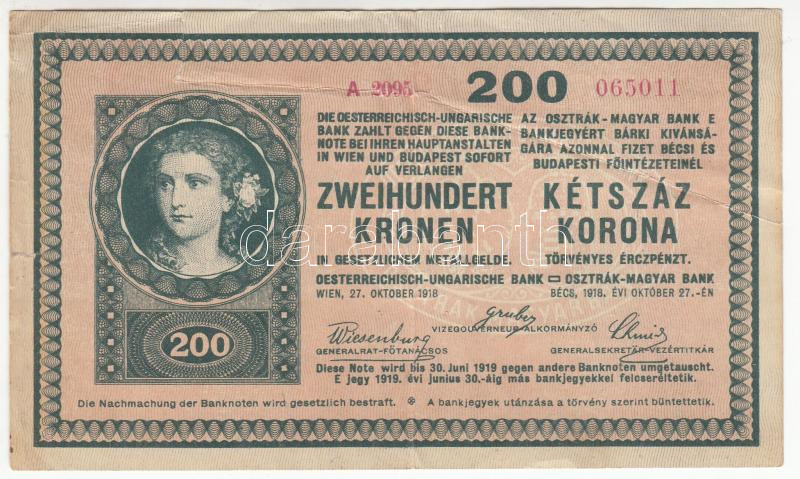 A 2095 200 065011
DIE OESTERREICHISCH-UNGARISCHE
BANK ZAHLT GEGEN DIESE BANK-
NOTE BEI IHREN HAUPTANSTALTEN
IN WIEN UND BUDAPEST SOFORT
AUF VERLANGEN
ZWEIHUNDERT
KRONEN
IN GESETZLICHEM METALLGELDE.
OESTERREICHISCH-UNGARISCHE BANK
WIEN, 27. OKTOBER 1918
AZ OSZTRÁK-MAGYAR BANK E
BANKJEGYÉRT BÁRKI KIVÁNSÁ-
GÁRA AZONNAL FIZET BÉCSI ÉS
BUDAPESTI FŐINTÉZETEINÉL
KÉTSZÁZ
KORONA
TÖRVÉNYES ÉRCZPÉNZT.
OSZTRÁK-MAGYAR BANK
BÉCS, 1918. ÉVI OKTÓBER 27.-ÉN
Gruber
VIZEGOUVERNEUR-ALKORMÁNYZÓ
Wiesenburg
GENERALRAT-FŐTANÁCSOS
GENERALSEKRETÄR-VEZÉRTITKÁR
200
Diese Note wird bis 30. Juni 1919 gegen andere Banknoten umgetauscht.
E jegy 1919. évi junius 30.-áig más bankjegyekkel felcseréltetik.
Die Nachmachung der Banknoten wird gesetzlich bestraft. * A bankjegyek utánzása a törvény szerint büntettetik.
darabanth